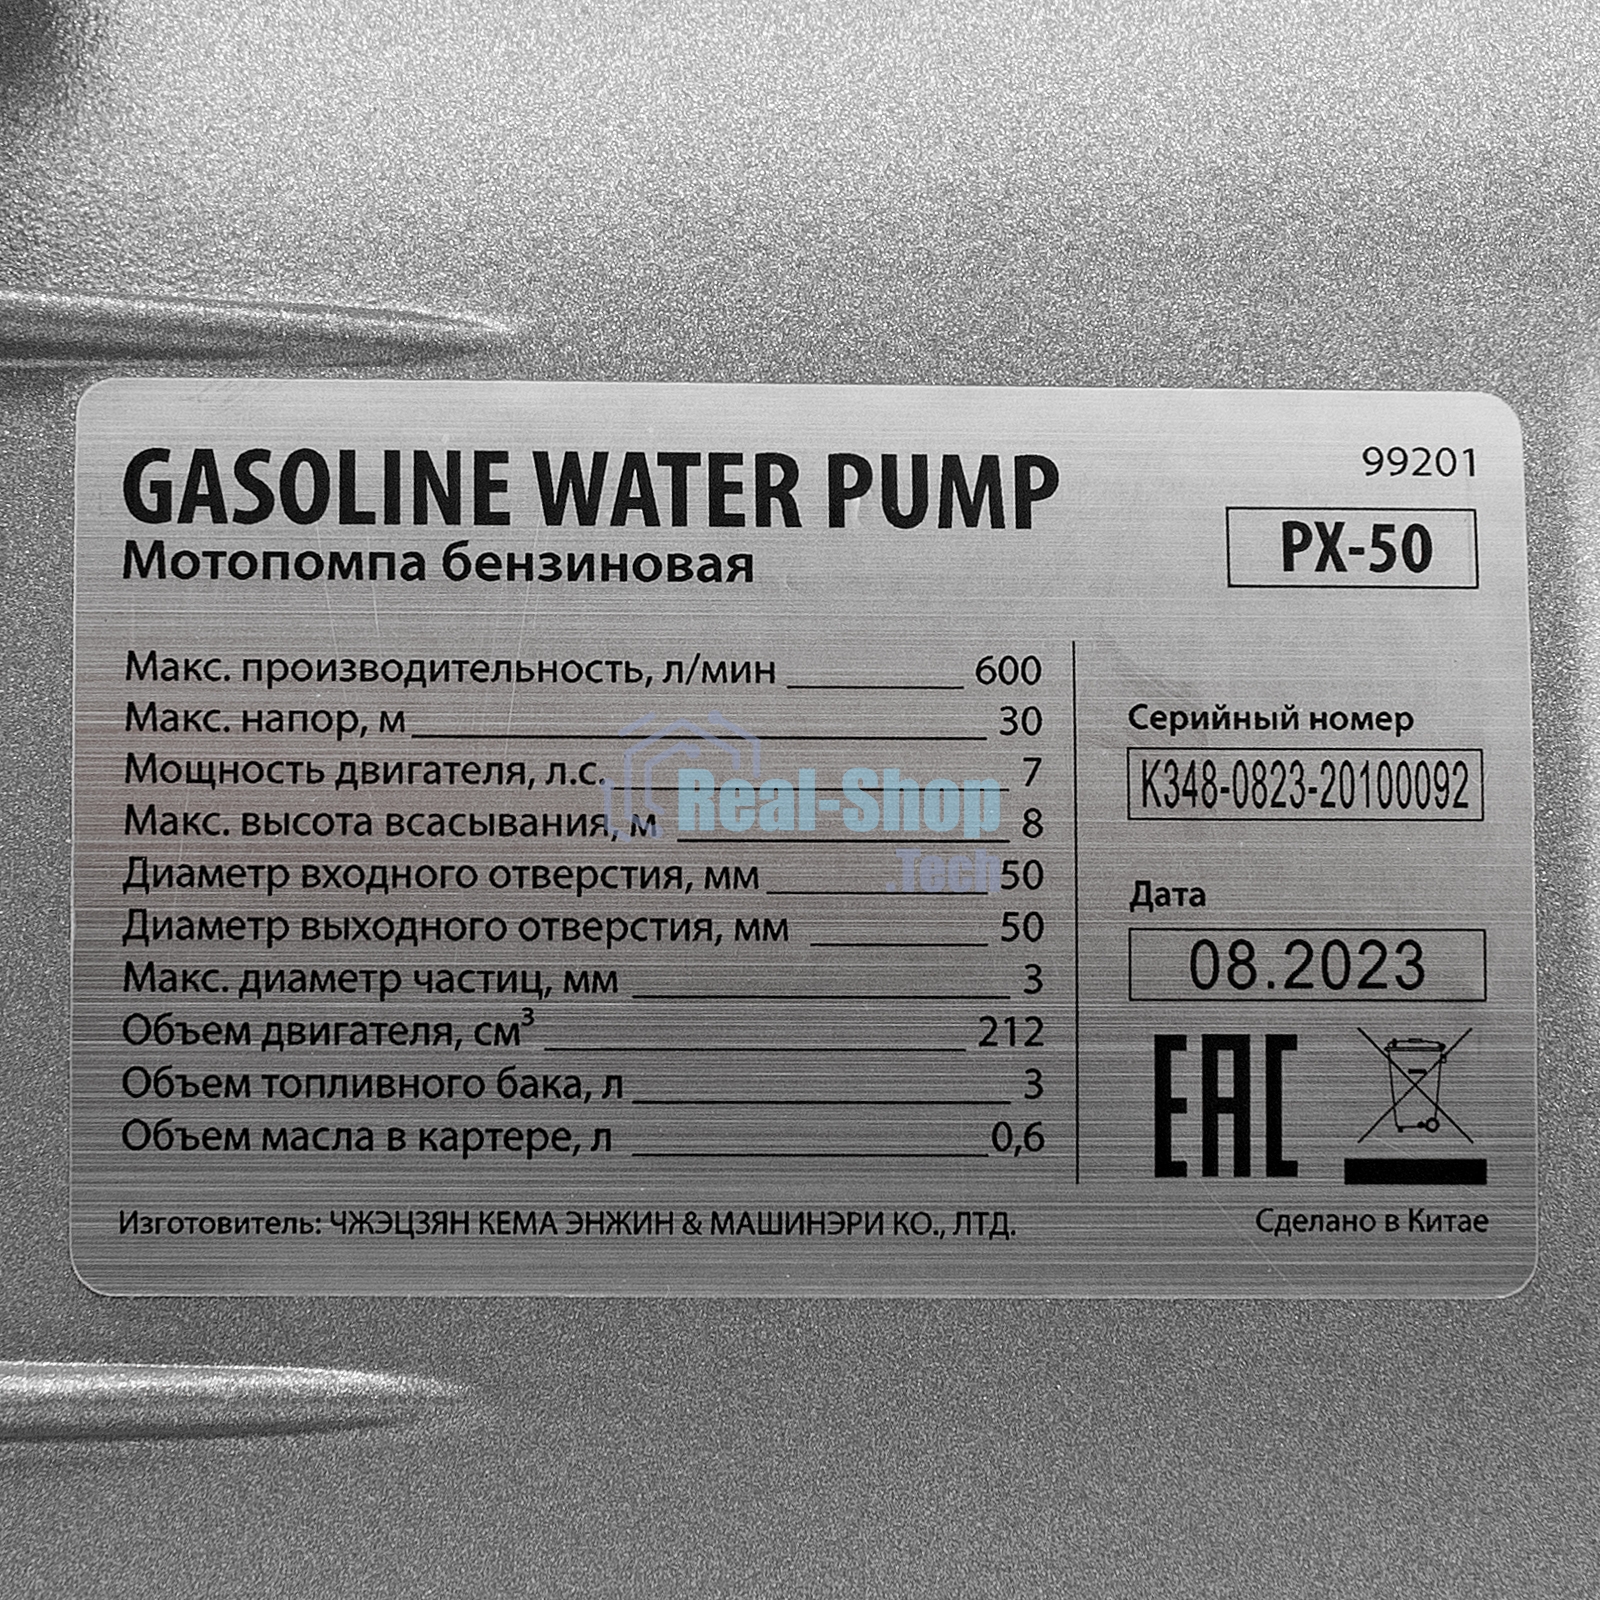 GASOLINE WATER PUMP
Мотопомпа бензиновая
99201
PX-50
Макс. производительность, л/мин 600
Макс. напор, м 30
Мощность двигателя, л.с. 7
Макс. высота всасывания, м 8
Диаметр входного отверстия, мм 50
Диаметр выходного отверстия, мм 50
Макс. диаметр частиц, мм 3
Объем двигателя, см³ 212
Объем топливного бака, л 3
Объем масла в картере, л 0,6
Серийный номер
K348-0823-20100092
Дата
08.2023
EAC
Изготовитель: ЧЖЭЦЗЯН КЕМА ЭНЖИН & МАШИНЭРИ КО., ЛТД.
Сделано в Китае
Real-Shop
.Tech